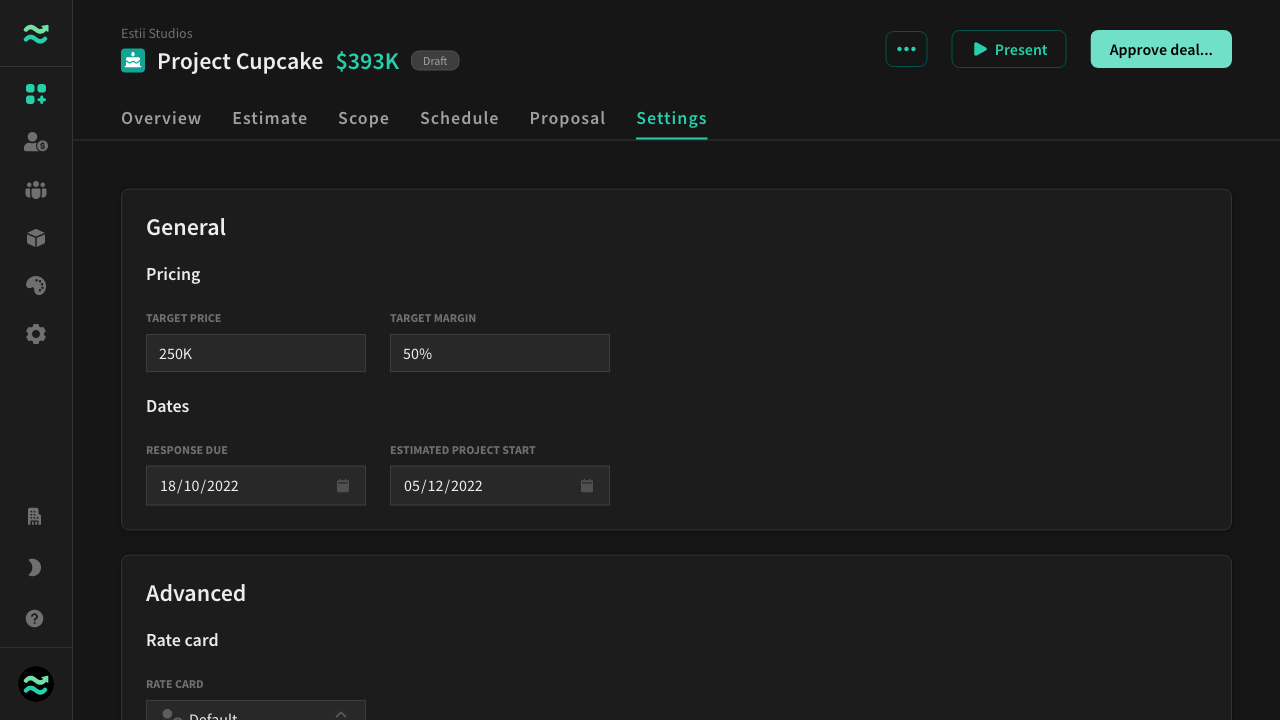 Estii Studios
Project Cupcake $393K Draft
Present
Approve deal...
Overview Estimate Scope Schedule Proposal Settings
General
Pricing
TARGET PRICE TARGET MARGIN
250K 50%
Dates
RESPONSE DUE ESTIMATED PROJECT START
18/10/2022 05/12/2022
Advanced
Rate card
RATE CARD
Default